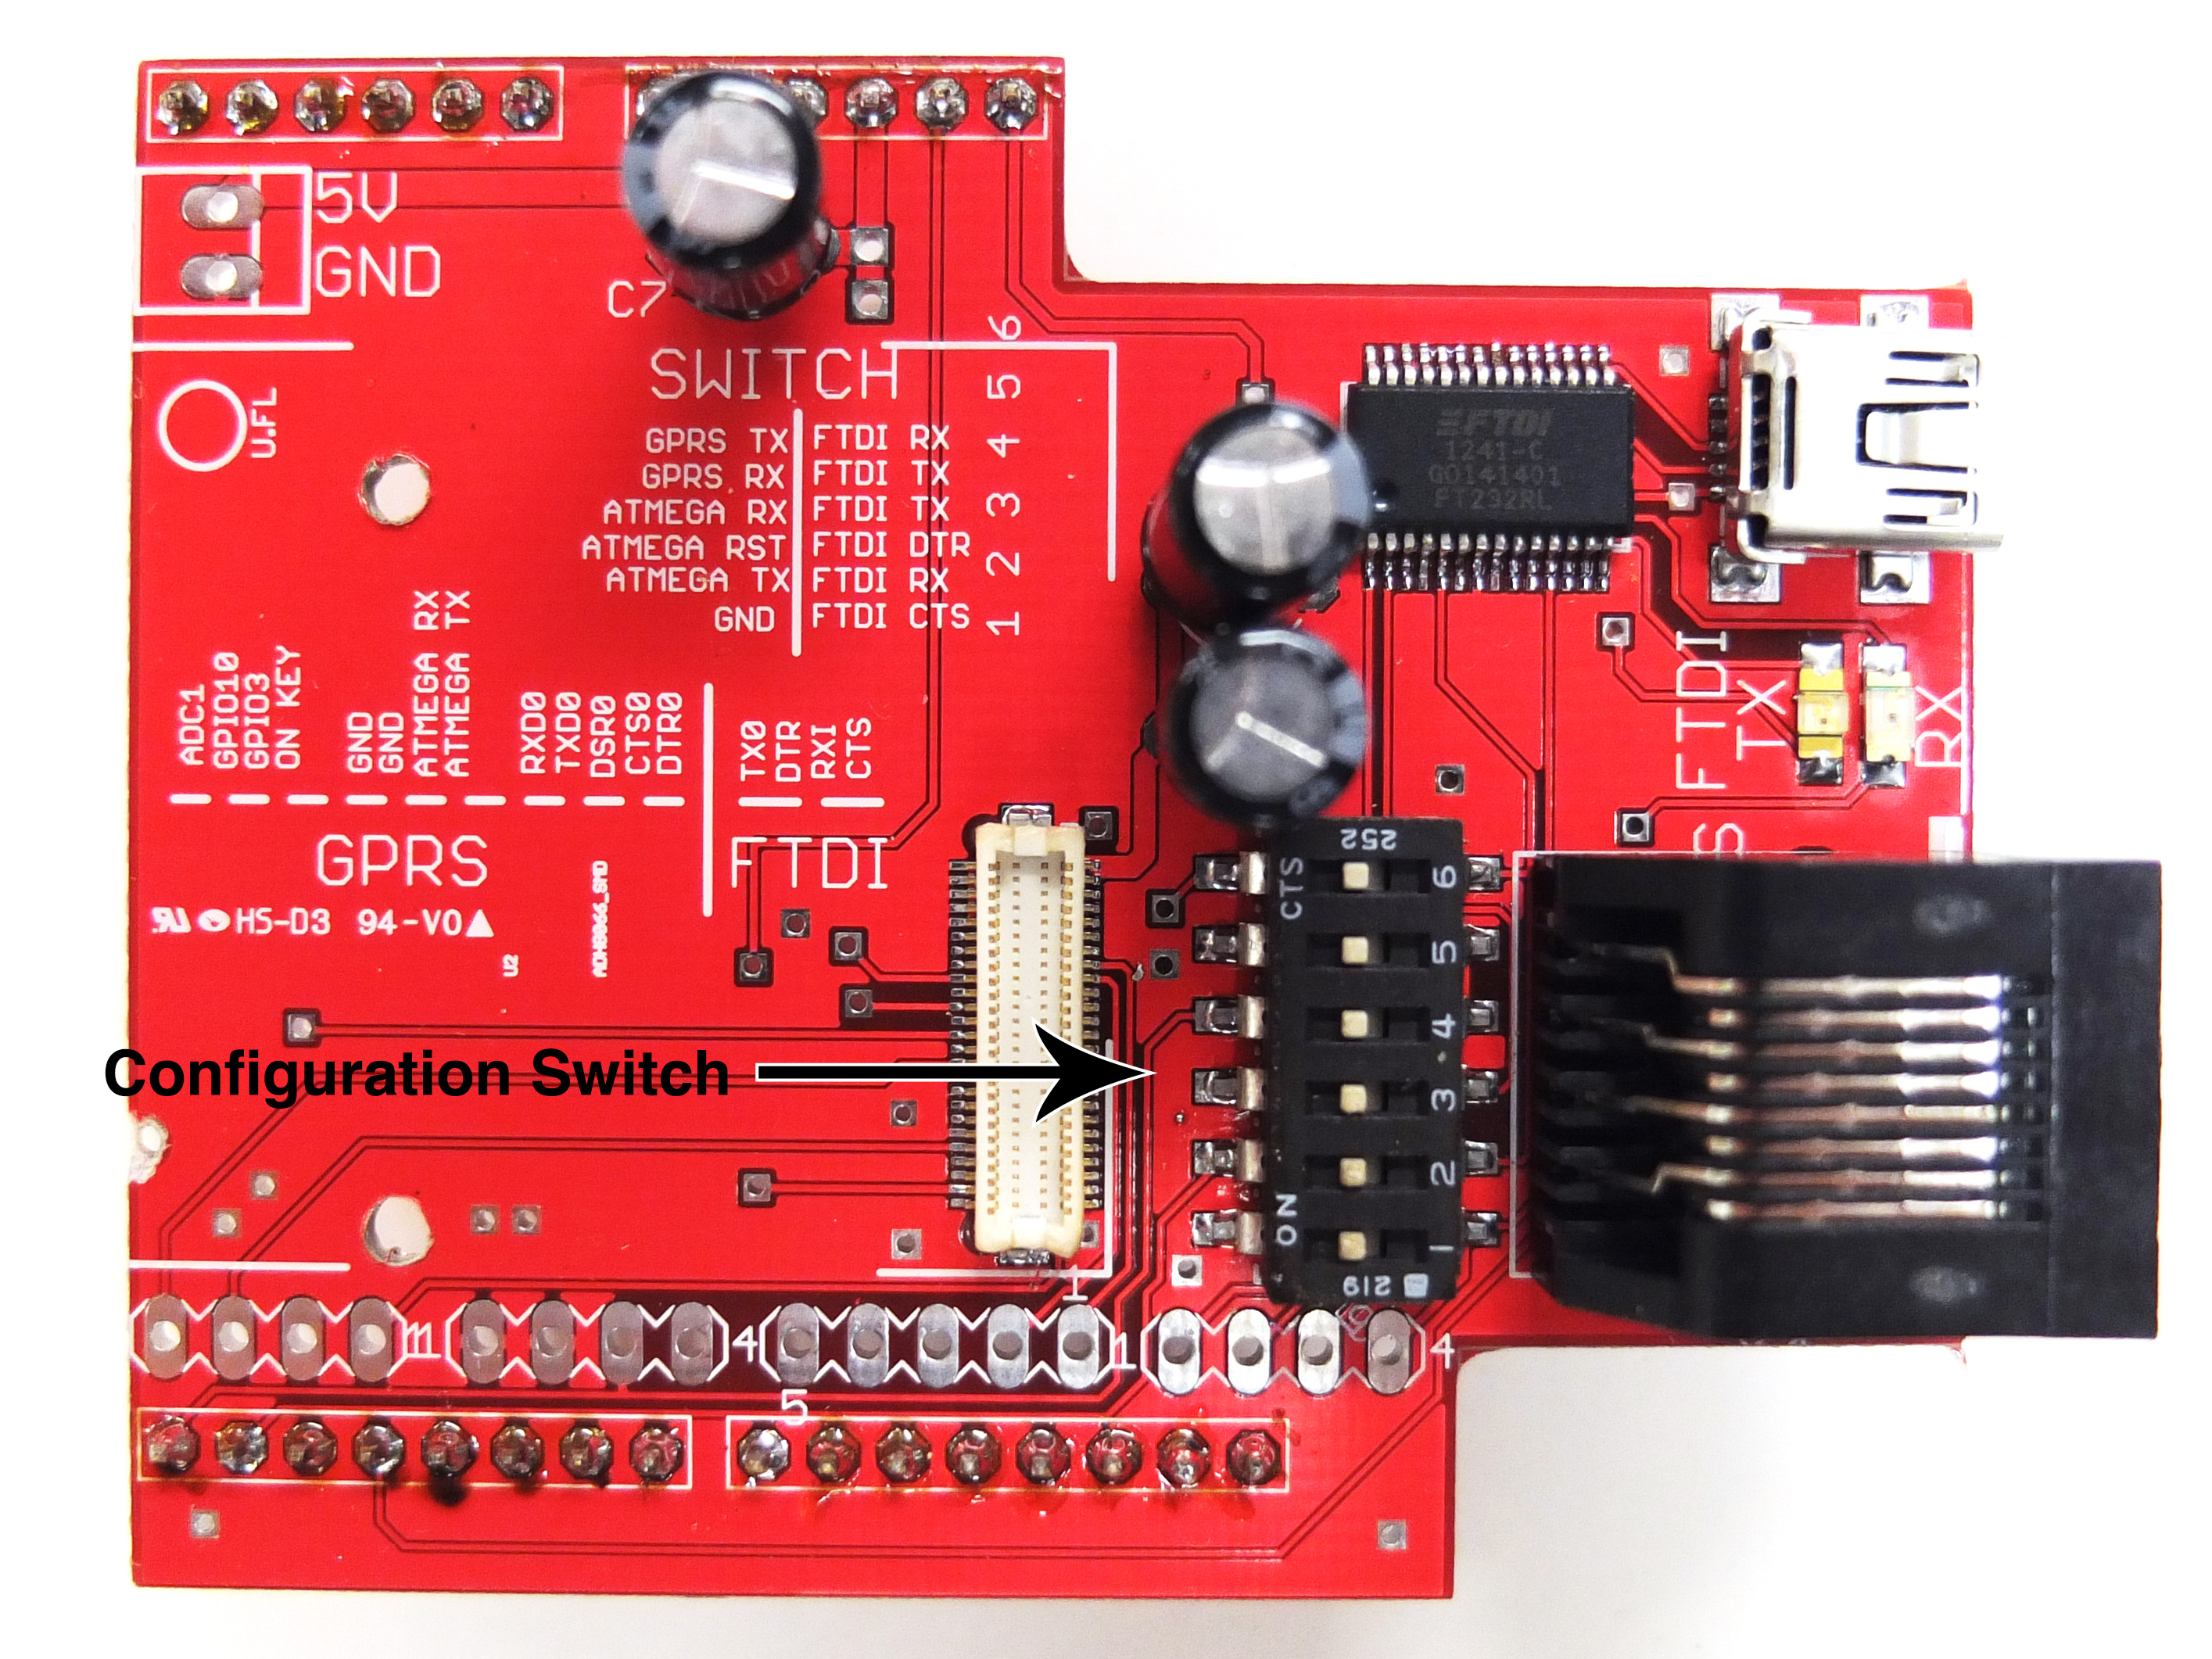 5V
GND
C7
U.FL
SWITCH
GPRS TX FTDI RX
GPRS RX FTDI TX
ATMEGA RX FTDI TX
ATMEGA RST FTDI DTR
ATMEGA TX FTDI RX
GND FTDI CTS
6
5
4
3
2
1
FTDI
1241-C
GO141401
FT232RL
FTDI
TX
RX
S
ADC1
GPIO10
GPIO3
ON KEY
GND
GND
ATMEGA RX
ATMEGA TX
RXD0
TXD0
DSR0
CTS0
DTR0
TX0
DTR
RXI
CTS
GPRS
FTDI
HS-D3 94-V0
U2
ADH8066_SMD
Configuration Switch
252
CTS
6
5
4
3
2
1
ON
219
1
1
4
1
4
5